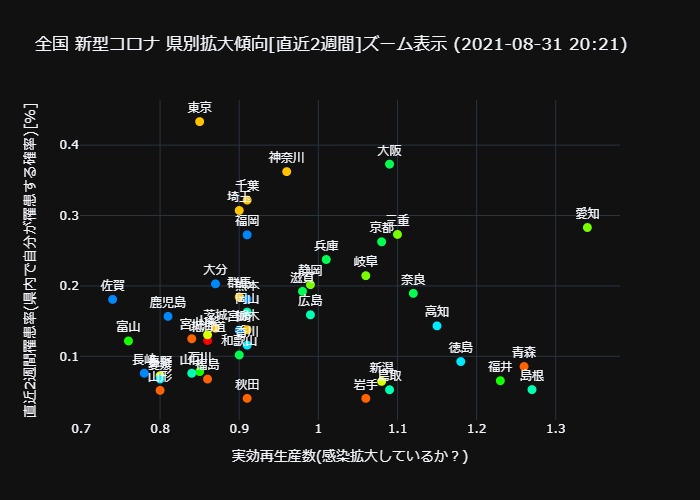 全国 新型コロナ 県別拡大傾向[直近2週間]ズーム表示 (2021-08-31 20:21)
直近2週間罹患率(県内で自分が罹患する確率)[%]
東京
0.4
大阪
神奈川
千葉
埼玉
0.3
福岡
三重
愛知
京都
兵庫
岐阜
大分
静岡
滋賀
0.2
佐賀
群馬
熊本
岡山
奈良
鹿児島
広島
高知
富山
茨城
栃木
香川
和歌山
0.1
長崎
石川
福島
徳島
青森
新潟
鳥取
福井
島根
山形
秋田
岩手
0.7
0.8
0.9
1
1.1
1.2
1.3
実効再生産数(感染拡大しているか？)